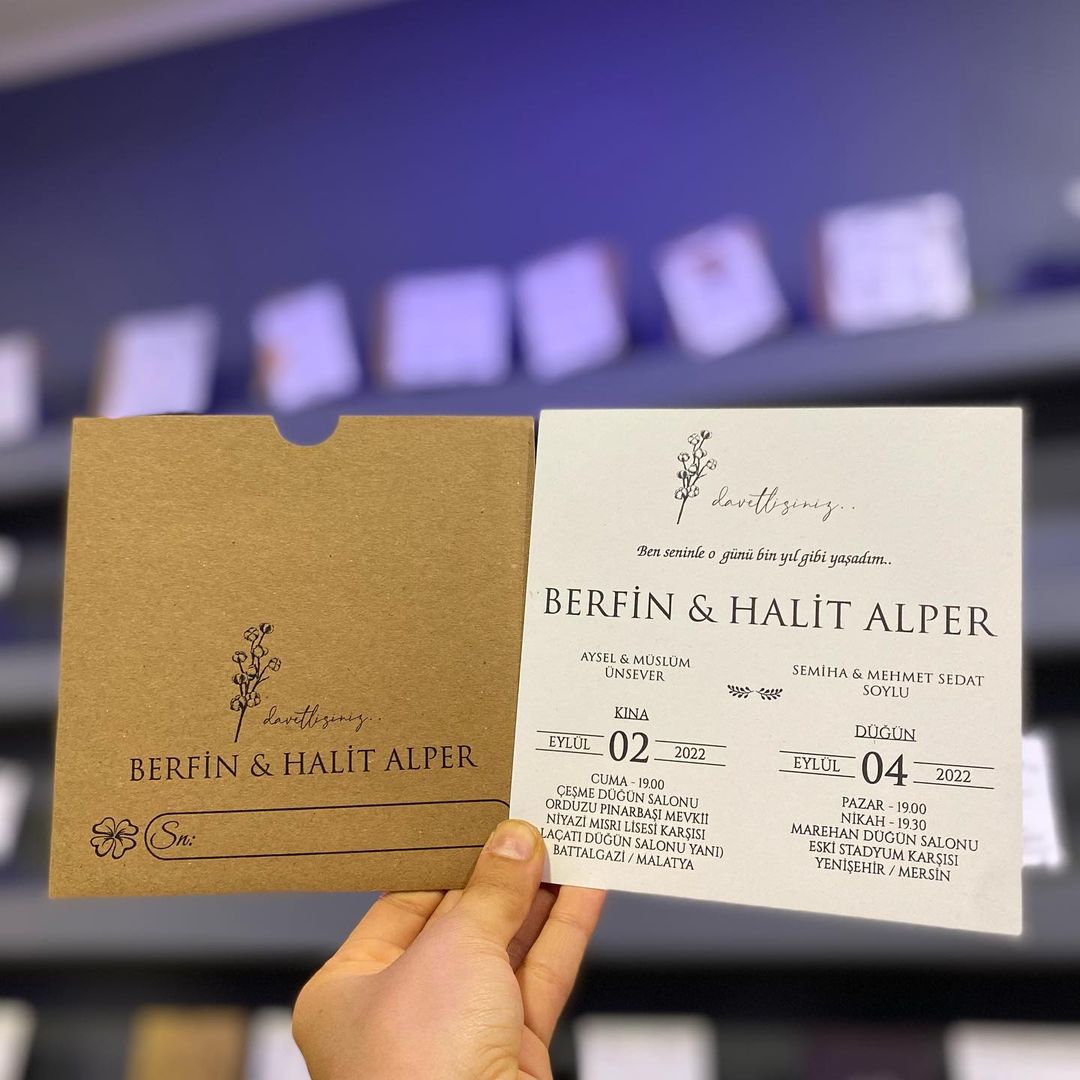 davetlisiniz..
BERFİN & HALİT ALPER
Sn:
davetlisiniz..
Ben seninle o günü bin yıl gibi yaşadım..
BERFİN & HALİT ALPER
AYSEL & MÜSLÜM
ÜNSEVER
KINA
EYLÜL 02 2022
CUMA - 19.00
ÇEŞME DÜĞÜN SALONU
ORDUZU PINARBAŞI MEVKİİ
NİYAZİ MISRI LİSESİ KARŞISI
LAÇATI DÜĞÜN SALONU YANI)
BATTALGAZİ / MALATYA
SEMİHA & MEHMET SEDAT
SOYLU
DÜĞÜN
EYLÜL 04 2022
PAZAR - 19.00
NİKAH - 19.30
MAREHAN DÜĞÜN SALONU
ESKİ STADYUM KARŞISI
YENİŞEHİR / MERSİN